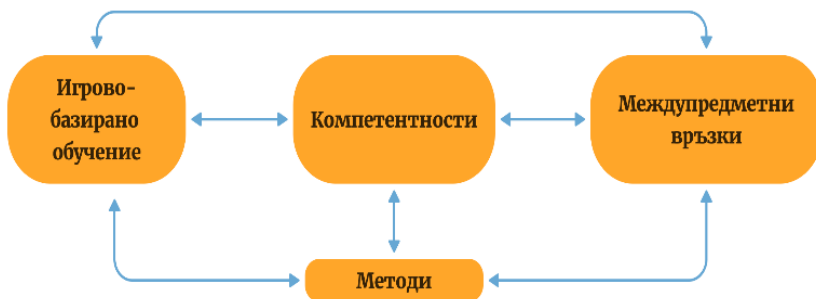 Игрово-
базирано
обучение
Компетентности
Междупредметни
връзки
Методи